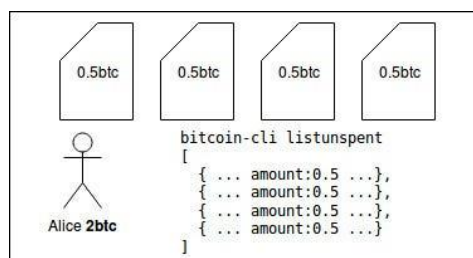 0.5btc 0.5btc 0.5btc 0.5btc
bitcoin-cli listunspent
[
{ ... amount:0.5 ...},
{ ... amount:0.5 ...},
{ ... amount:0.5 ...},
{ ... amount:0.5 ...}
]
Alice 2btc